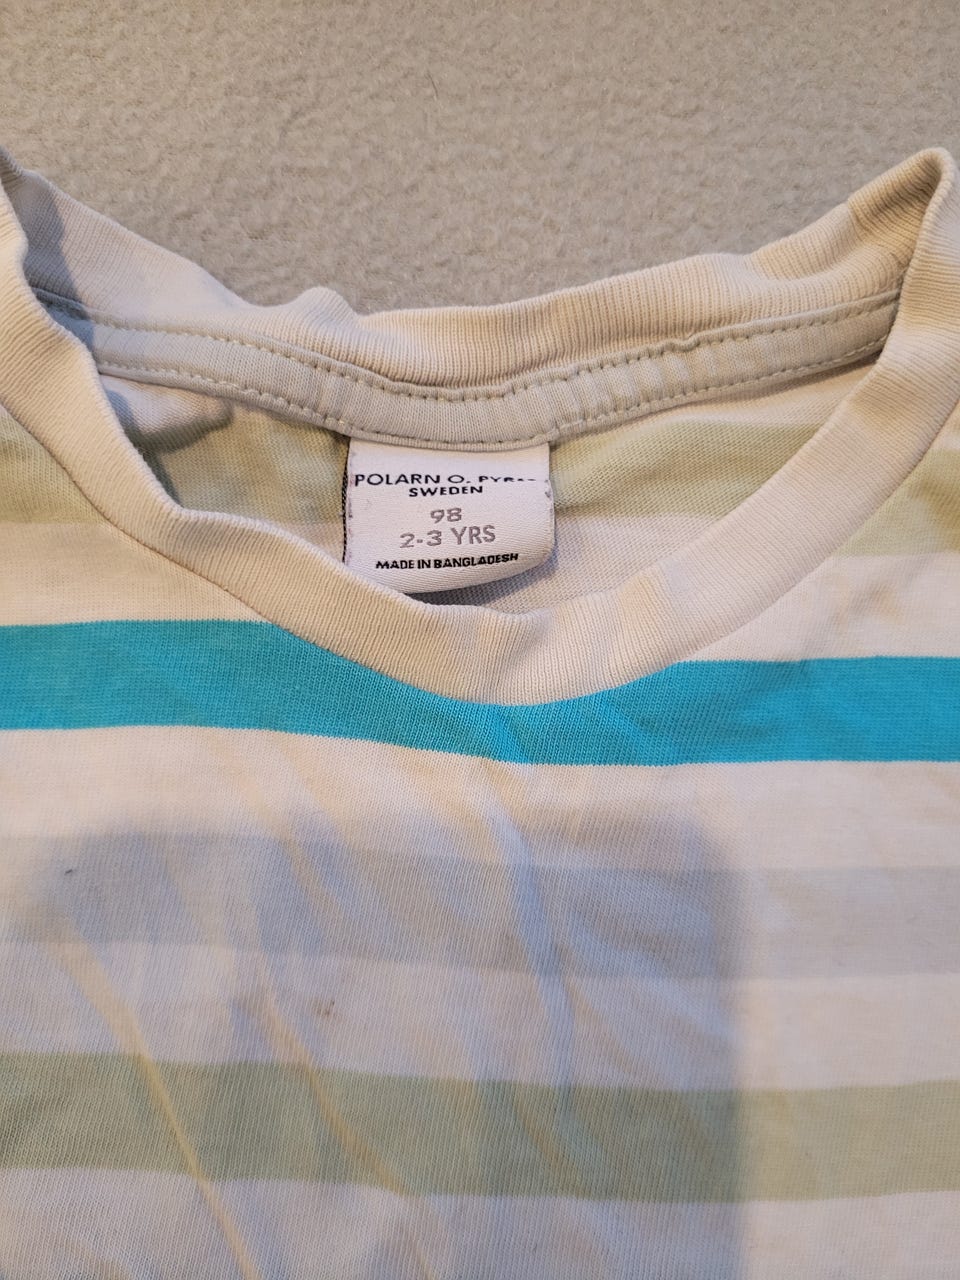 POLARN O.
SWEDEN
98
2-3 YRS
MADE IN BANGLADESH